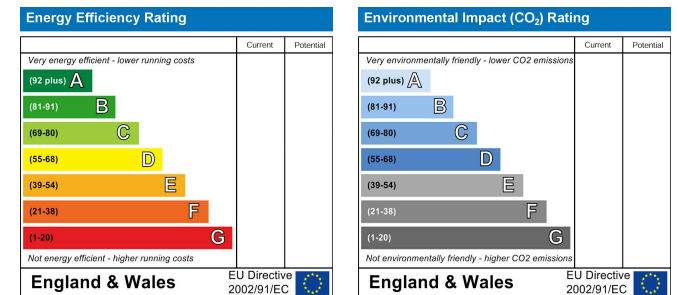 Energy Efficiency Rating
Current Potential
Very energy efficient - lower running costs
(92 plus) A
(81-91) B
(69-80) C
(55-68) D
(39-54) E
(21-38) F
(1-20) G
Not energy efficient - higher running costs
England & Wales
EU Directive
2002/91/EC
Environmental Impact (CO₂) Rating
Current Potential
Very environmentally friendly - lower CO2 emissions
(92 plus) A
(81-91) B
(69-80) C
(55-68) D
(39-54) E
(21-38) F
(1-20) G
Not environmentally friendly - higher CO2 emissions
England & Wales
EU Directive
2002/91/EC